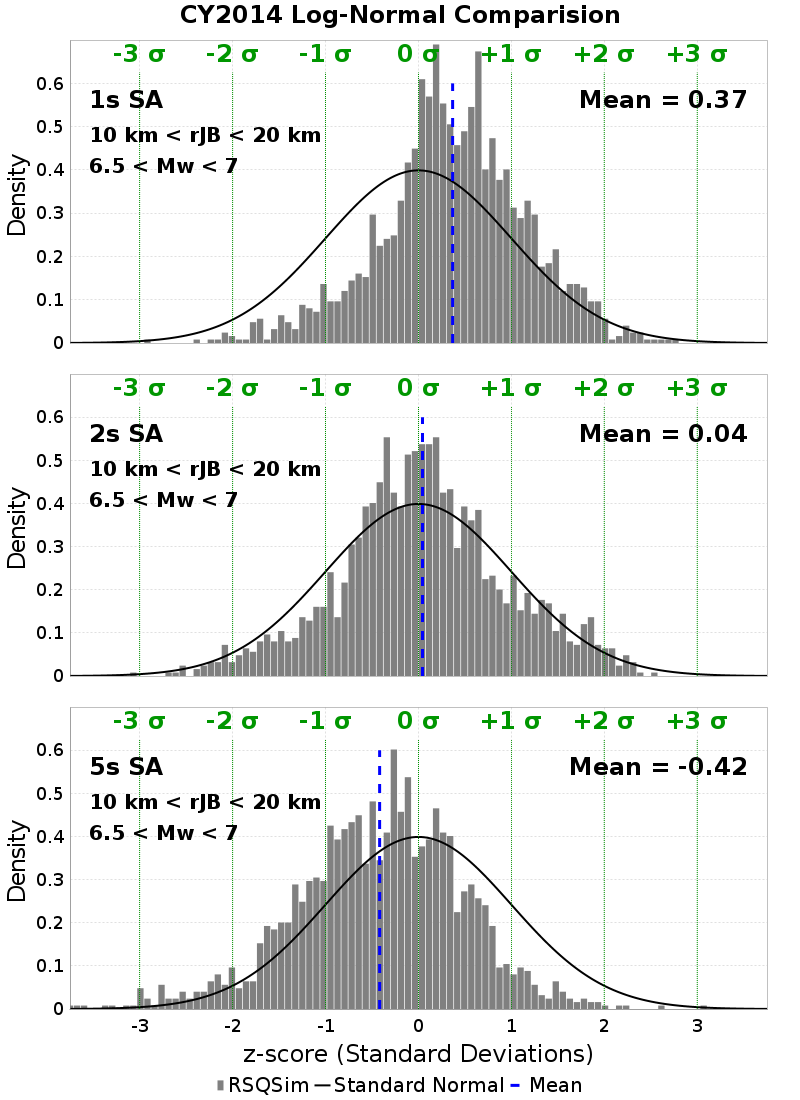 CY2014 Log-Normal Comparision
-3 σ -2 σ -1 σ 0 σ +1 σ +2 σ +3 σ
1s SA
Mean = 0.37
10 km < rJB < 20 km
6.5 < Mw < 7
Density
0.6
0.5
0.4
0.3
0.2
0.1
0
-3 σ -2 σ -1 σ 0 σ +1 σ +2 σ +3 σ
2s SA
Mean = 0.04
10 km < rJB < 20 km
6.5 < Mw < 7
Density
0.6
0.5
0.4
0.3
0.2
0.1
0
-3 σ -2 σ -1 σ 0 σ +1 σ +2 σ +3 σ
5s SA
Mean = -0.42
10 km < rJB < 20 km
6.5 < Mw < 7
Density
0.6
0.5
0.4
0.3
0.2
0.1
0
-3 -2 -1 0 1 2 3
z-score (Standard Deviations)
RSQSim Standard Normal Mean